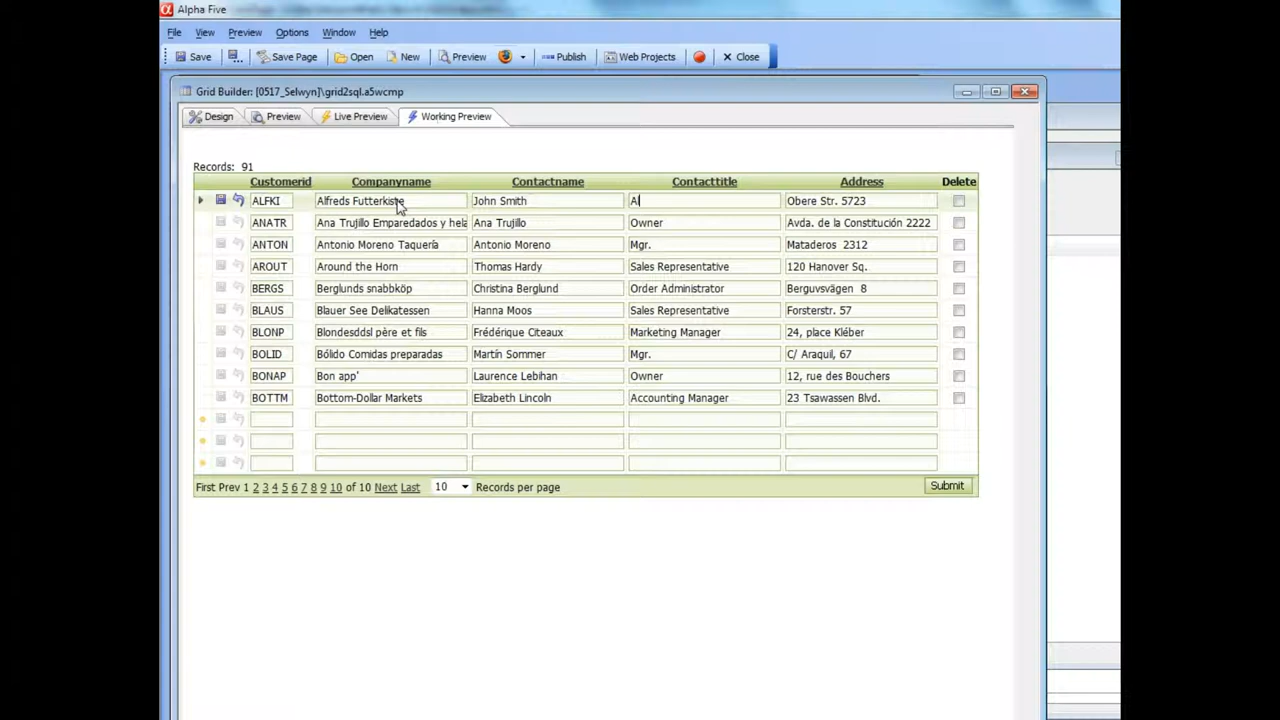 Alpha Five
File View Preview Options Window Help
Save Save Page Open New Preview Publish Web Projects Close
Grid Builder: [0517_Selwyn]\grid2sql.a5wcmp
Design Preview Live Preview Working Preview
Records: 91
Customerid Companyname Contactname Contacttitle Address Delete
ALFKI Alfreds Futterkiste John Smith Al Obere Str. 5723
ANATR Ana Trujillo Emparedados y hela Ana Trujillo Owner Avda. de la Constitución 2222
ANTON Antonio Moreno Taquería Antonio Moreno Mgr. Mataderos 2312
AROUT Around the Horn Thomas Hardy Sales Representative 120 Hanover Sq.
BERGS Berglunds snabbköp Christina Berglund Order Administrator Berguvsvägen 8
BLAUS Blauer See Delikatessen Hanna Moos Sales Representative Forsterstr. 57
BLONP Blondesddsl père et fils Frédérique Citeaux Marketing Manager 24, place Kléber
BOLID Bólido Comidas preparadas Martín Sommer Mgr. C/ Araquil, 67
BONAP Bon app' Laurence Lebihan Owner 12, rue des Bouchers
BOTTM Bottom-Dollar Markets Elizabeth Lincoln Accounting Manager 23 Tsawassen Blvd.
First Prev 1 2 3 4 5 6 7 8 9 10 of 10 Next Last 10 Records per page Submit